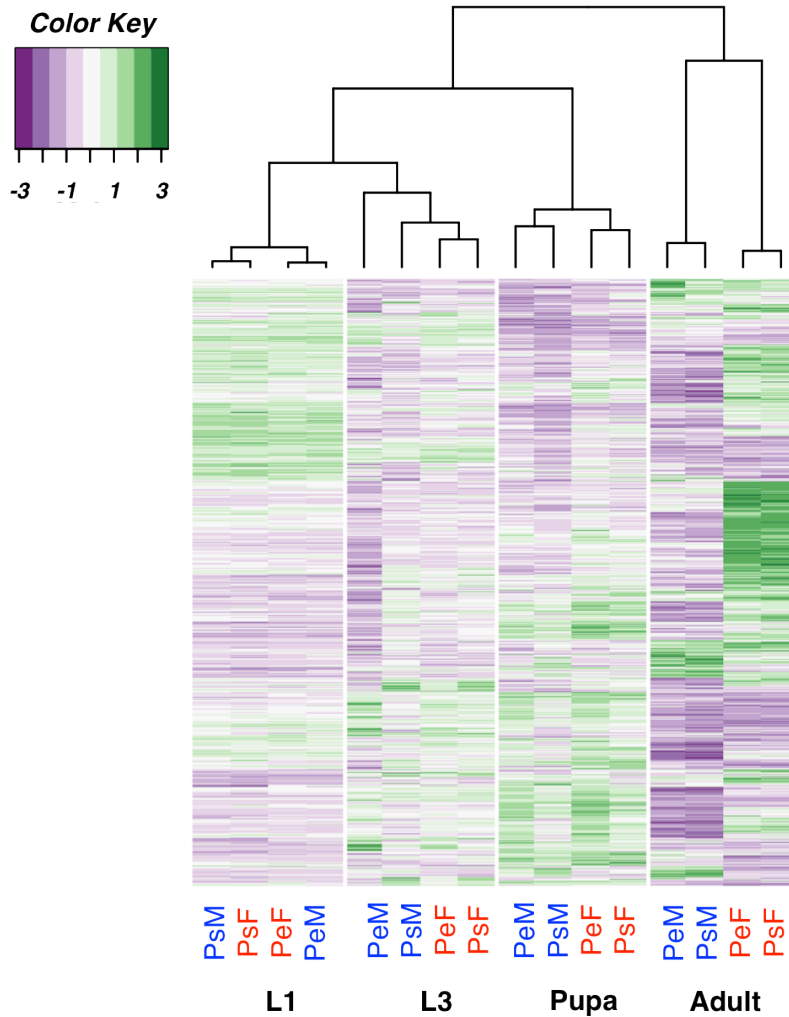 Color Key
-3 -1 1 3
PsM PsF PeF PeM PeM PsM PeF PsF PeM PsM PeF PsF PeM PsM PeF PsF
L1 L3 Pupa Adult